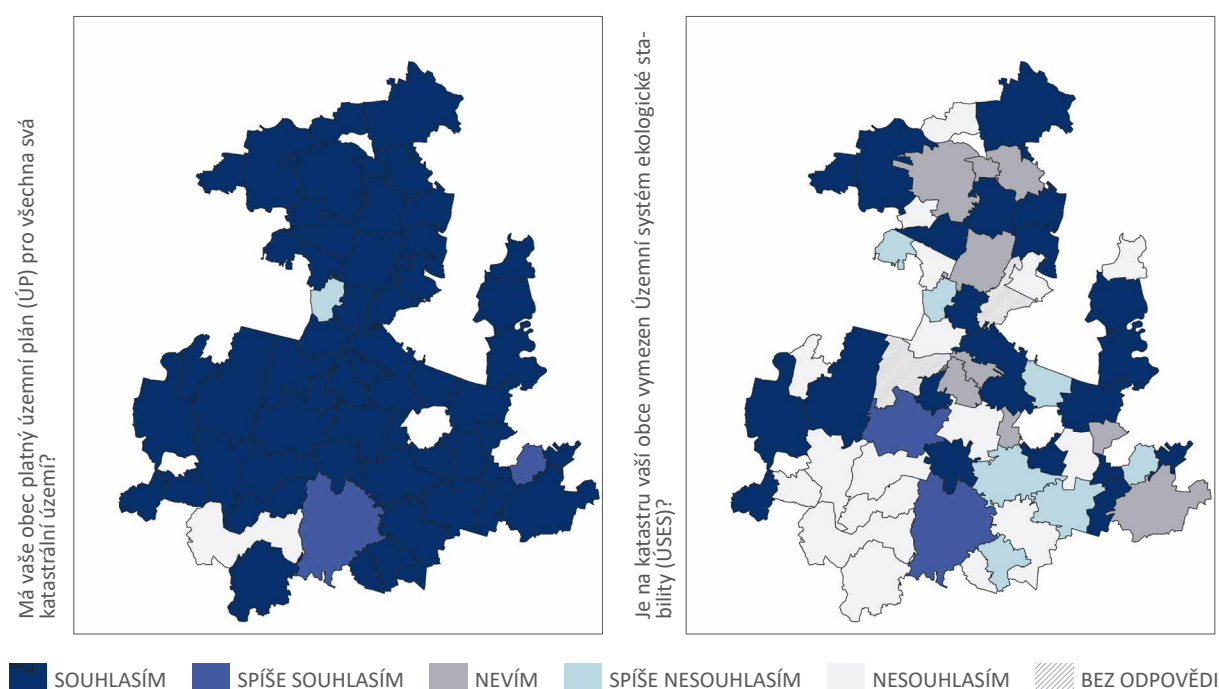 Má vaše obec platný územní plán (ÚP) pro všechna svá
katastrální území?
Je na katastru vaší obce vymezen Územní systém ekologické sta-
bility (ÚSES)?
SOUHLASÍM SPÍŠE SOUHLASÍM NEVÍM SPÍŠE NESOUHLASÍM NESOUHLASÍM BEZ ODPOVĚDI